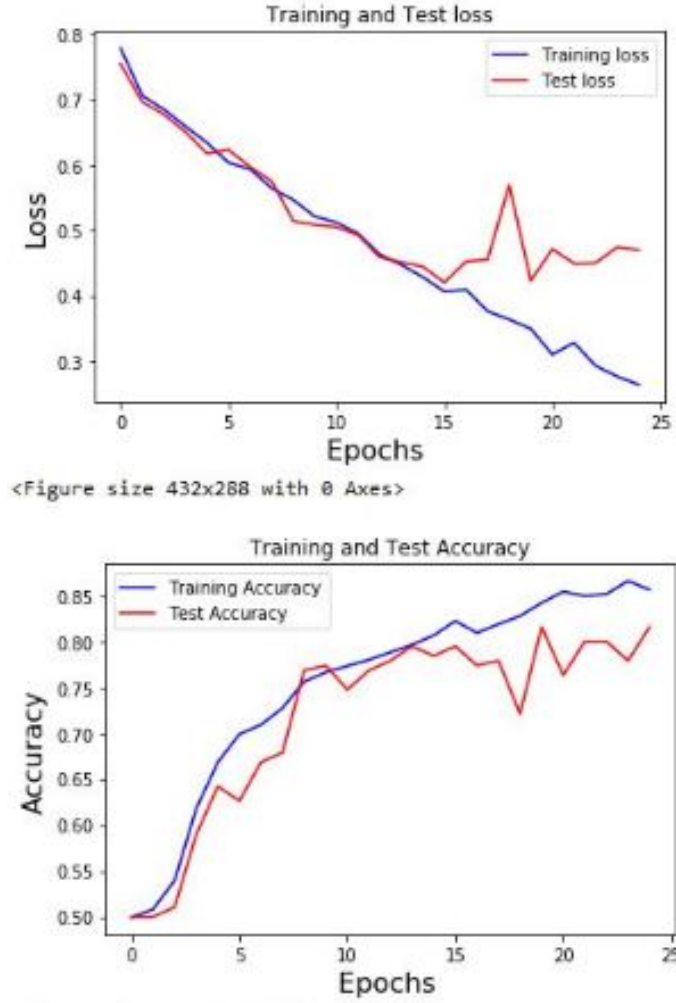 Training and Test loss
0.8
0.7
0.6
0.5
0.4
0.3
Loss
Training loss
Test loss
0 5 10 15 20 25
Epochs
<Figure size 432x288 with 0 Axes>
Training and Test Accuracy
0.85
0.80
0.75
0.70
0.65
0.60
0.55
0.50
Accuracy
Training Accuracy
Test Accuracy
0 5 10 15 20 25
Epochs